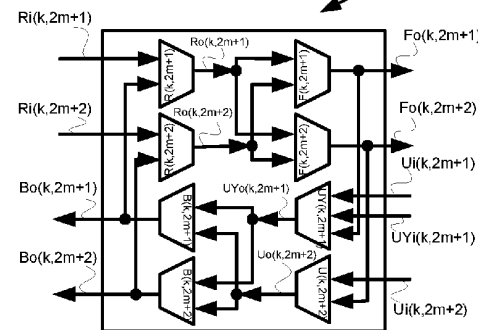 Ri(k,2m+1)
Ro(k,2m+1)
Fo(k,2m+1)
R(k,2m+1)
F(k,2m+1)
Ri(k,2m+2)
Ro(k,2m+2)
Fo(k,2m+2)
R(k,2m+2)
F(k,2m+2)
Ui(k,2m+1)
Bo(k,2m+1)
UYo(k,2m+1)
B(k,2m+1)
UY(k,2m+1)
UYi(k,2m+1)
Bo(k,2m+2)
Uo(k,2m+2)
B(k,2m+2)
U(k,2m+2)
Ui(k,2m+2)